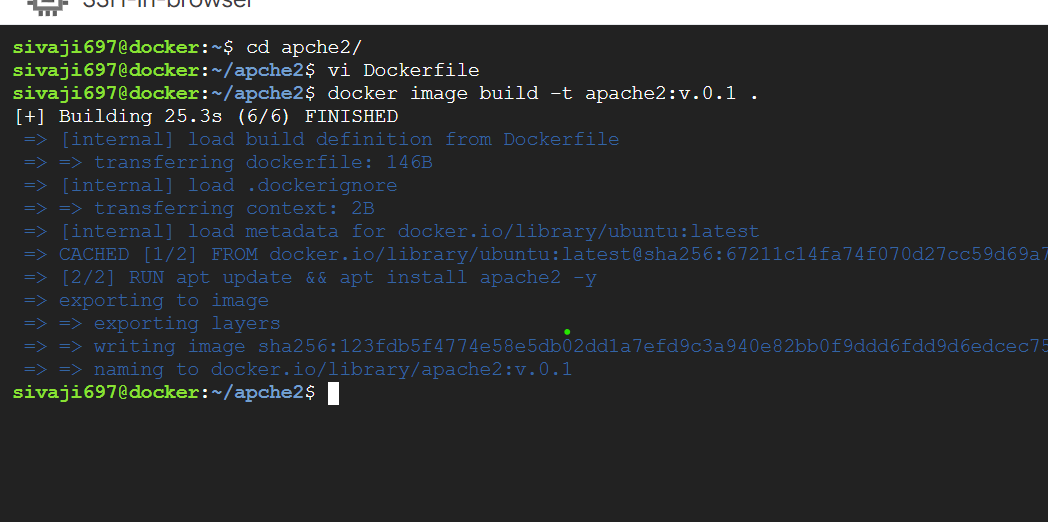 SSH-in-browser
sivaji697@docker:~$ cd apche2/
sivaji697@docker:~/apche2$ vi Dockerfile
sivaji697@docker:~/apche2$ docker image build -t apache2:v.0.1 .
[+] Building 25.3s (6/6) FINISHED
=> [internal] load build definition from Dockerfile
=> => transferring dockerfile: 146B
=> [internal] load .dockerignore
=> => transferring context: 2B
=> [internal] load metadata for docker.io/library/ubuntu:latest
=> CACHED [1/2] FROM docker.io/library/ubuntu:latest@sha256:67211c14fa74f070d27cc59d69a7
=> [2/2] RUN apt update && apt install apache2 -y
=> exporting to image
=> => exporting layers
=> => writing image sha256:123fdb5f4774e58e5db02dd1a7efd9c3a940e82bb0f9ddd6fdd9d6edcec75
=> => naming to docker.io/library/apache2:v.0.1
sivaji697@docker:~/apche2$